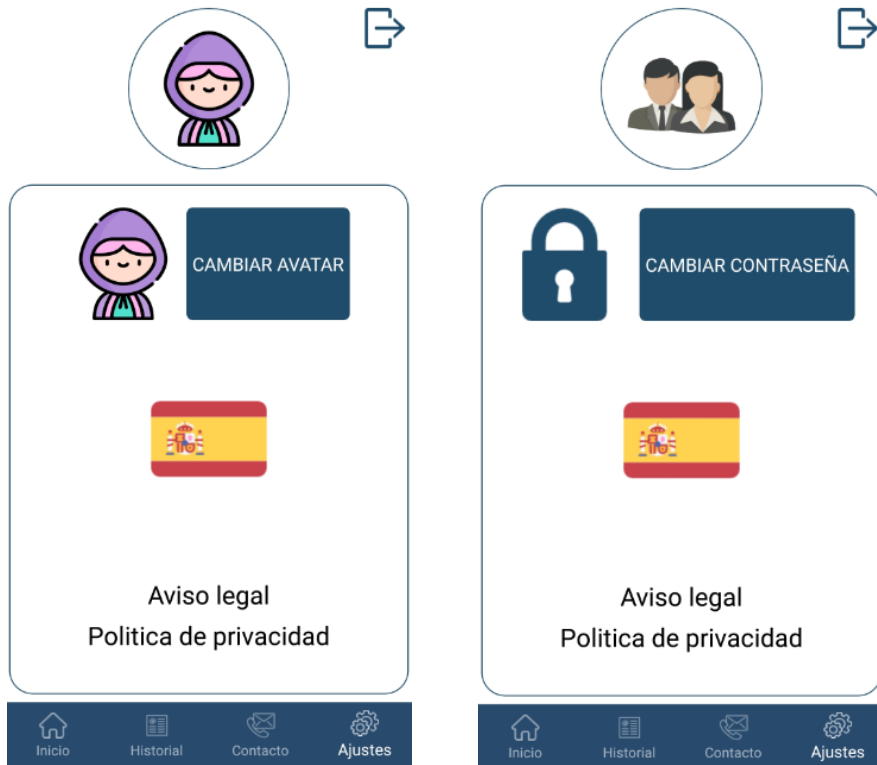 CAMBIAR AVATAR
Aviso legal
Politica de privacidad
Inicio
Historial
Contacto
Ajustes
CAMBIAR CONTRASEÑA
Aviso legal
Politica de privacidad
Inicio
Historial
Contacto
Ajustes